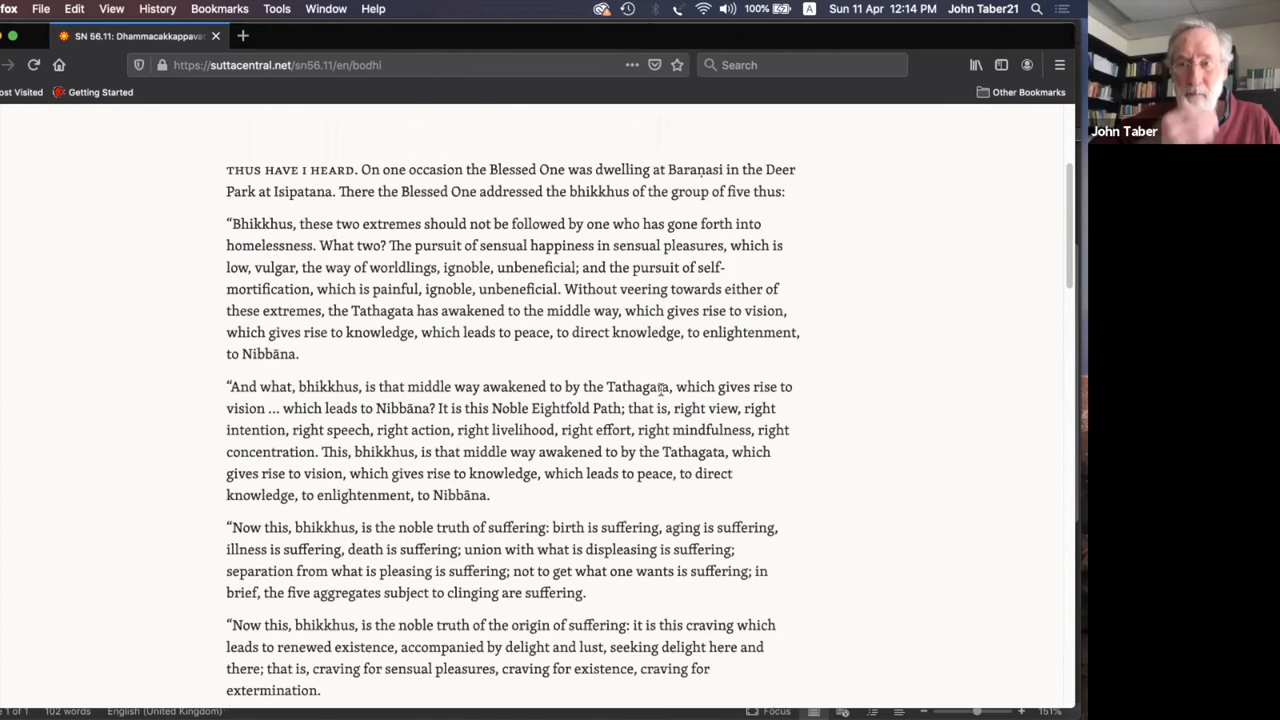 fox File Edit View History Bookmarks Tools Window Help 100% A Sun 11 Apr 12:14 PM John Taber21
SN 56.11: Dhammacakkappavat
https://suttacentral.net/sn56.11/en/bodhi Search
ost Visited Getting Started Other Bookmarks
John Taber
THUS HAVE I HEARD. On one occasion the Blessed One was dwelling at Baraṇasi in the Deer
Park at Isipatana. There the Blessed One addressed the bhikkhus of the group of five thus:
“Bhikkhus, these two extremes should not be followed by one who has gone forth into
homelessness. What two? The pursuit of sensual happiness in sensual pleasures, which is
low, vulgar, the way of worldlings, ignoble, unbeneficial; and the pursuit of self-
mortification, which is painful, ignoble, unbeneficial. Without veering towards either of
these extremes, the Tathagata has awakened to the middle way, which gives rise to vision,
which gives rise to knowledge, which leads to peace, to direct knowledge, to enlightenment,
to Nibbāna.
“And what, bhikkhus, is that middle way awakened to by the Tathagata, which gives rise to
vision … which leads to Nibbāna? It is this Noble Eightfold Path; that is, right view, right
intention, right speech, right action, right livelihood, right effort, right mindfulness, right
concentration. This, bhikkhus, is that middle way awakened to by the Tathagata, which
gives rise to vision, which gives rise to knowledge, which leads to peace, to direct
knowledge, to enlightenment, to Nibbāna.
“Now this, bhikkhus, is the noble truth of suffering: birth is suffering, aging is suffering,
illness is suffering, death is suffering; union with what is displeasing is suffering;
separation from what is pleasing is suffering; not to get what one wants is suffering; in
brief, the five aggregates subject to clinging are suffering.
“Now this, bhikkhus, is the noble truth of the origin of suffering: it is this craving which
leads to renewed existence, accompanied by delight and lust, seeking delight here and
there; that is, craving for sensual pleasures, craving for existence, craving for
extermination.
1 of 1 102 words English (United Kingdom) Focus 151%